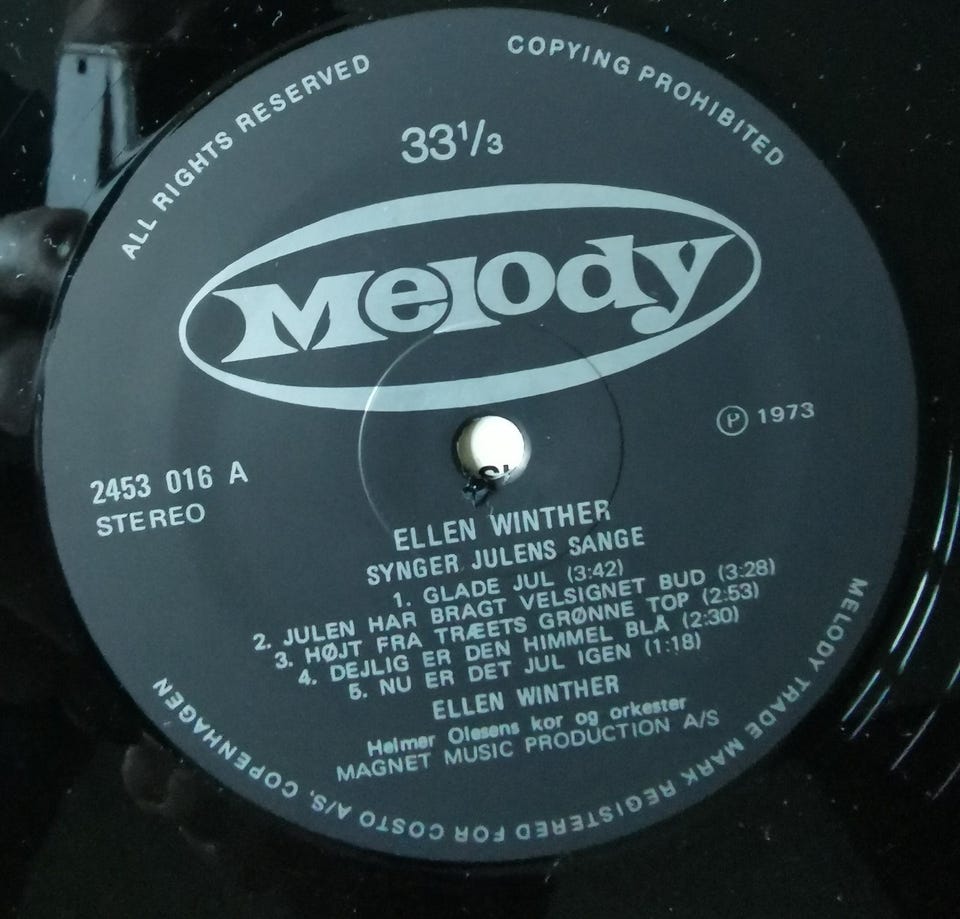 ALL RIGHTS RESERVED
COPYING PROHIBITED
33 1/3
Melody
Ⓟ 1973
2453 016 A
STEREO
ELLEN WINTHER
SYNGER JULENS SANGE
1. GLADE JUL (3:42)
2. JULEN HAR BRAGT VELSIGNET BUD (3:28)
3. HØJT FRA TRÆETS GRØNNE TOP (2:53)
4. DEJLIG ER DEN HIMMEL BLÅ (2:30)
5. NU ER DET JUL IGEN (1:18)
ELLEN WINTHER
Helmer Olesens kor og orkester
MAGNET MUSIC PRODUCTION A/S
MELODY TRADE MARK REGISTERED FOR COSTO A/S, COPENHAGEN